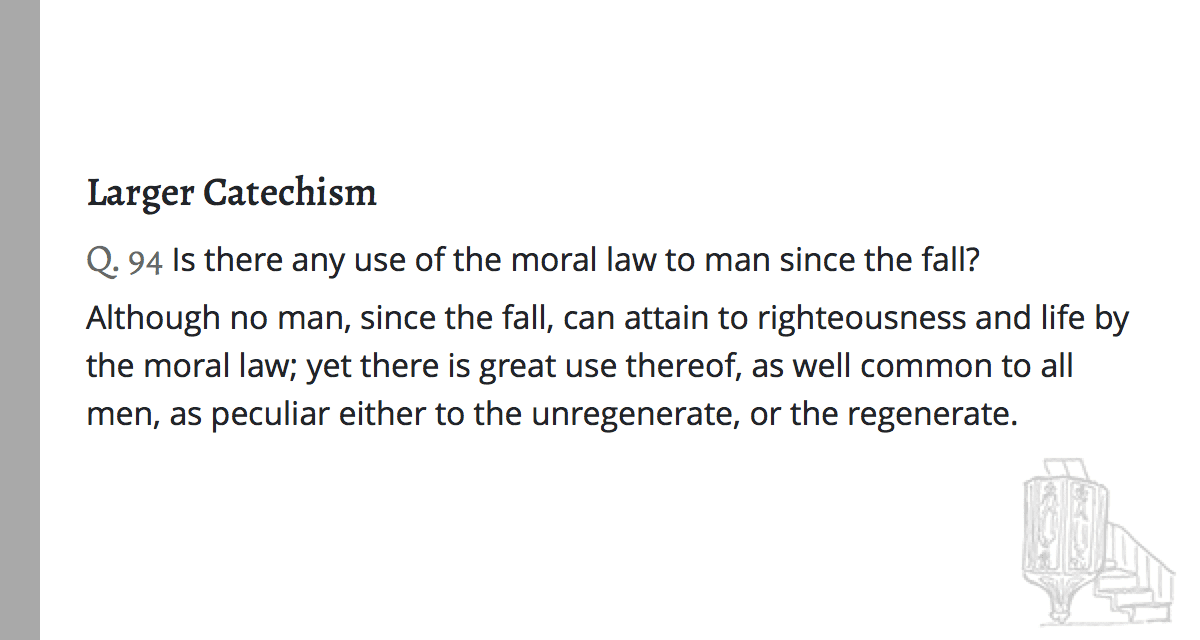 Larger Catechism
Q. 94 Is there any use of the moral law to man since the fall?
Although no man, since the fall, can attain to righteousness and life by
the moral law; yet there is great use thereof, as well common to all
men, as peculiar either to the unregenerate, or the regenerate.